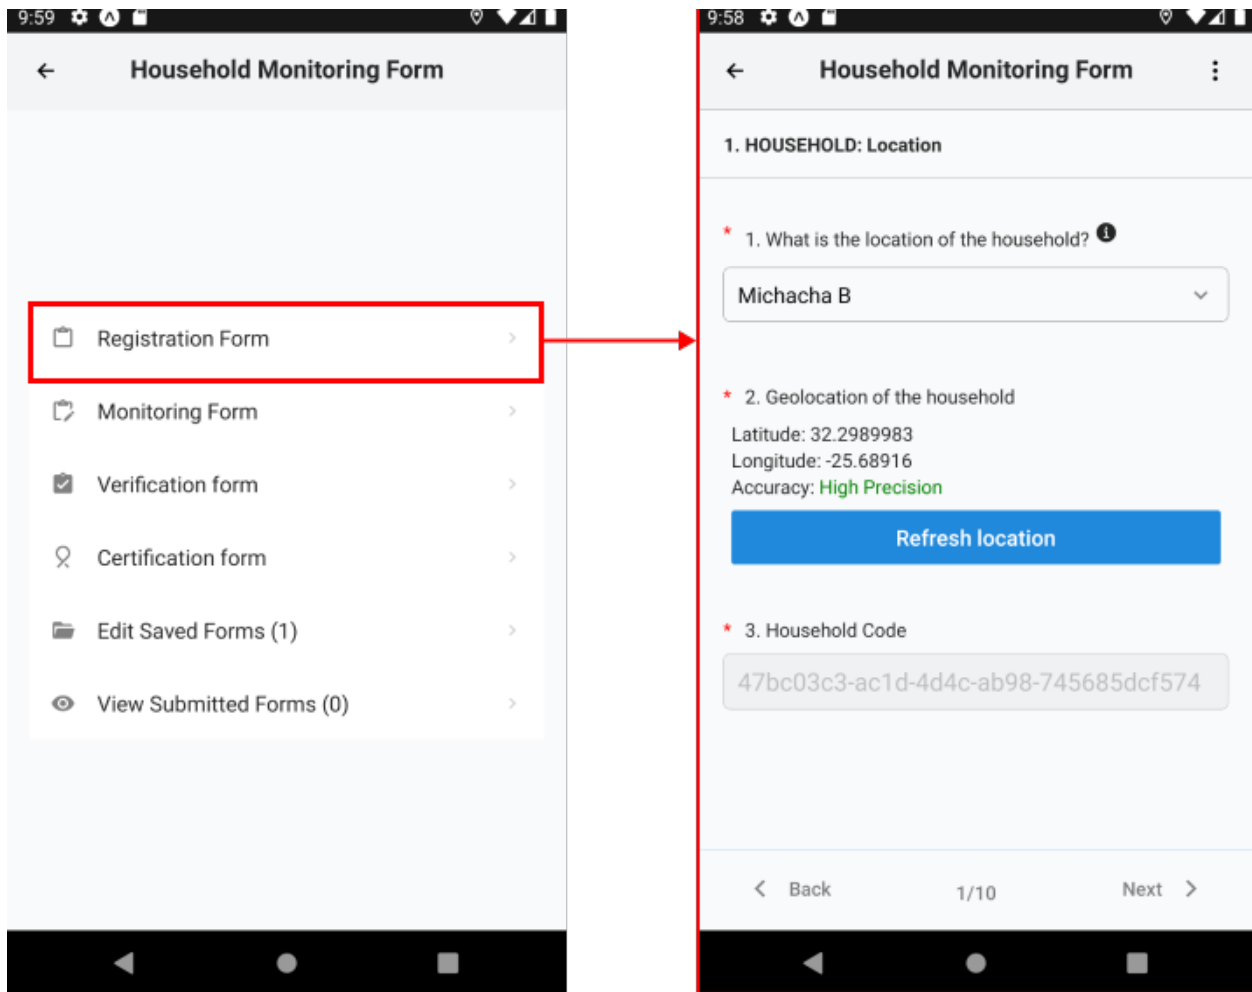 9:59
Household Monitoring Form
Registration Form
Monitoring Form
Verification form
Certification form
Edit Saved Forms (1)
View Submitted Forms (0)
9:58
Household Monitoring Form
1. HOUSEHOLD: Location
* 1. What is the location of the household?
Michacha B
* 2. Geolocation of the household
Latitude: 32.2989983
Longitude: -25.68916
Accuracy: High Precision
Refresh location
* 3. Household Code
47bc03c3-ac1d-4d4c-ab98-745685dcf574
Back 1/10 Next